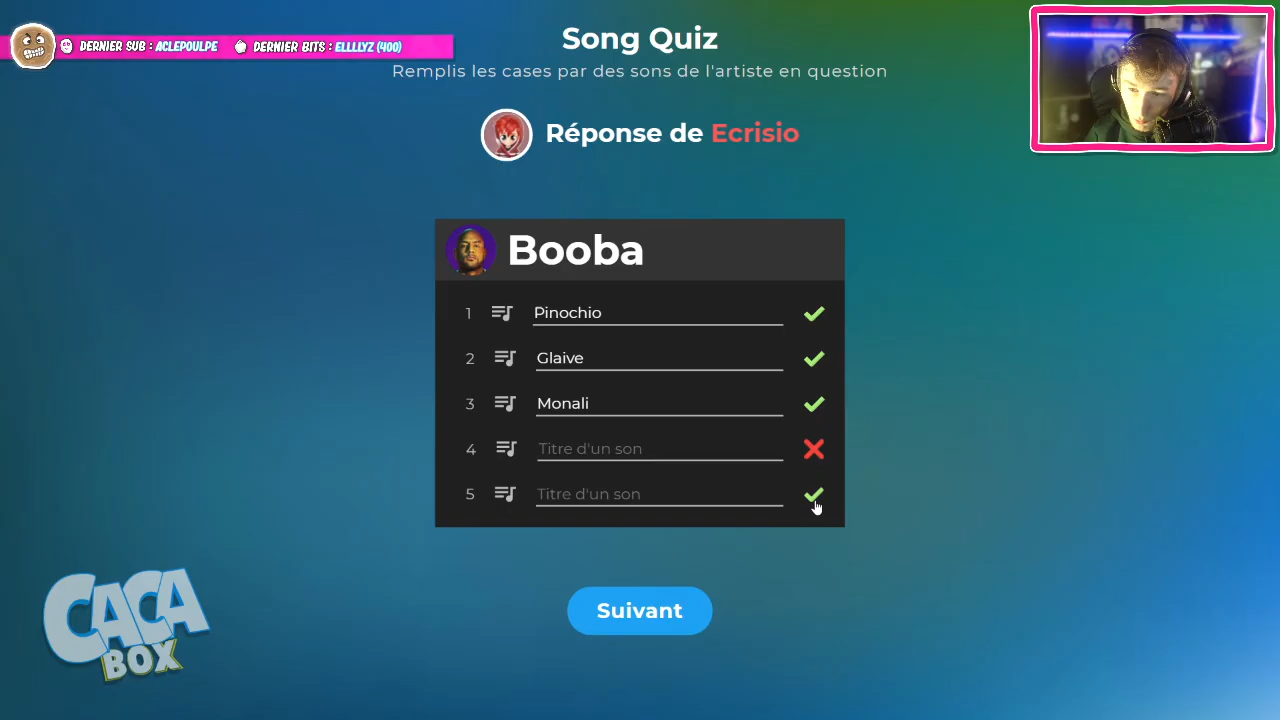 Song Quiz
DERNIER SUB : ACLEPOULPE DERNIER BITS : ELLLLYZ (400)
Remplis les cases par des sons de l'artiste en question
Réponse de Ecrisio
Booba
1 Pinochio
2 Glaive
3 Monali
4 Titre d'un son
5 Titre d'un son
Suivant
CACA
BOX